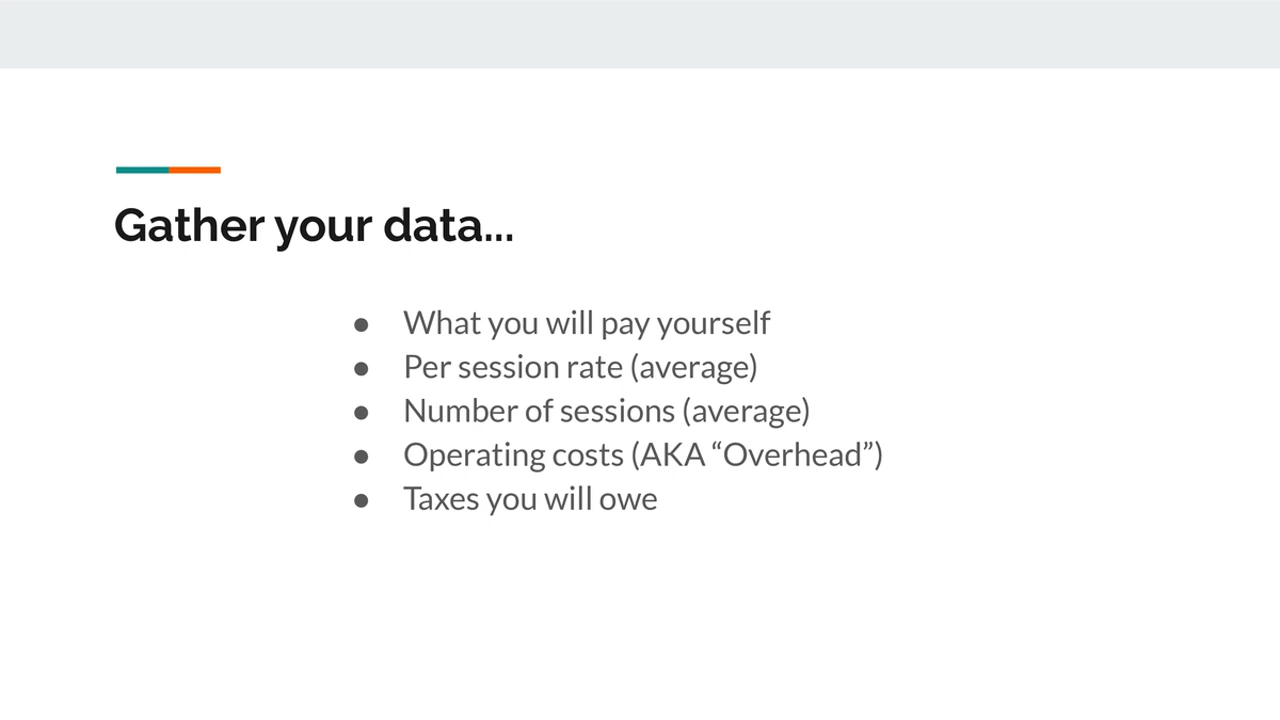 Gather your data...
● What you will pay yourself
● Per session rate (average)
● Number of sessions (average)
● Operating costs (AKA “Overhead”)
● Taxes you will owe